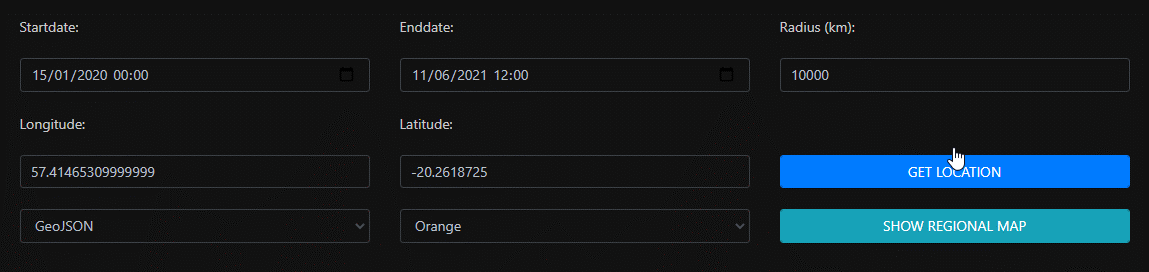 Startdate: Enddate: Radius (km):
15/01/2020 00:00 11/06/2021 12:00 10000
Longitude: Latitude:
57.41465309999999 -20.2618725 GET LOCATION
GeoJSON Orange SHOW REGIONAL MAP